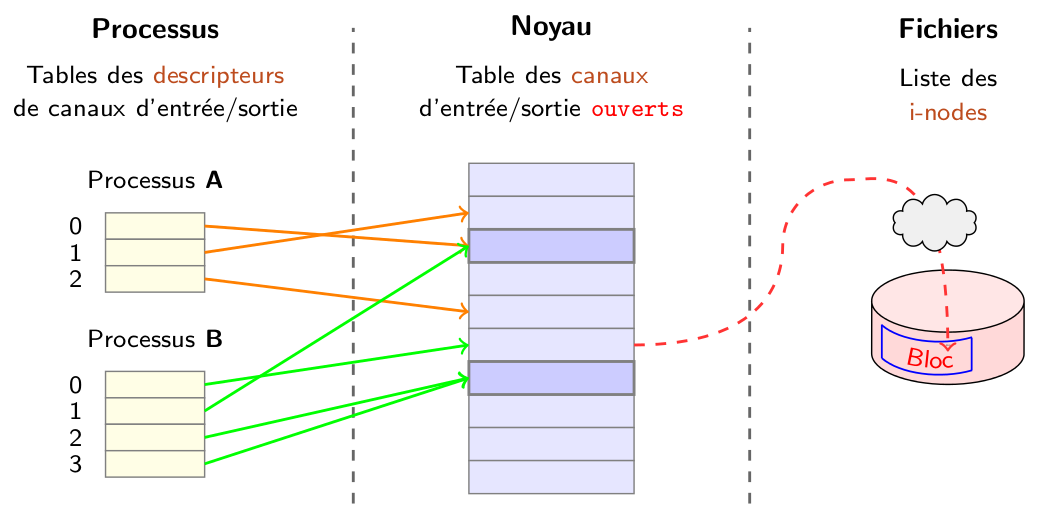 Processus
Tables des descripteurs
de canaux d'entrée/sortie
Processus A
0
1
2
Processus B
0
1
2
3
Noyau
Table des canaux
d'entrée/sortie ouverts
Fichiers
Liste des
i-nodes
Bloc